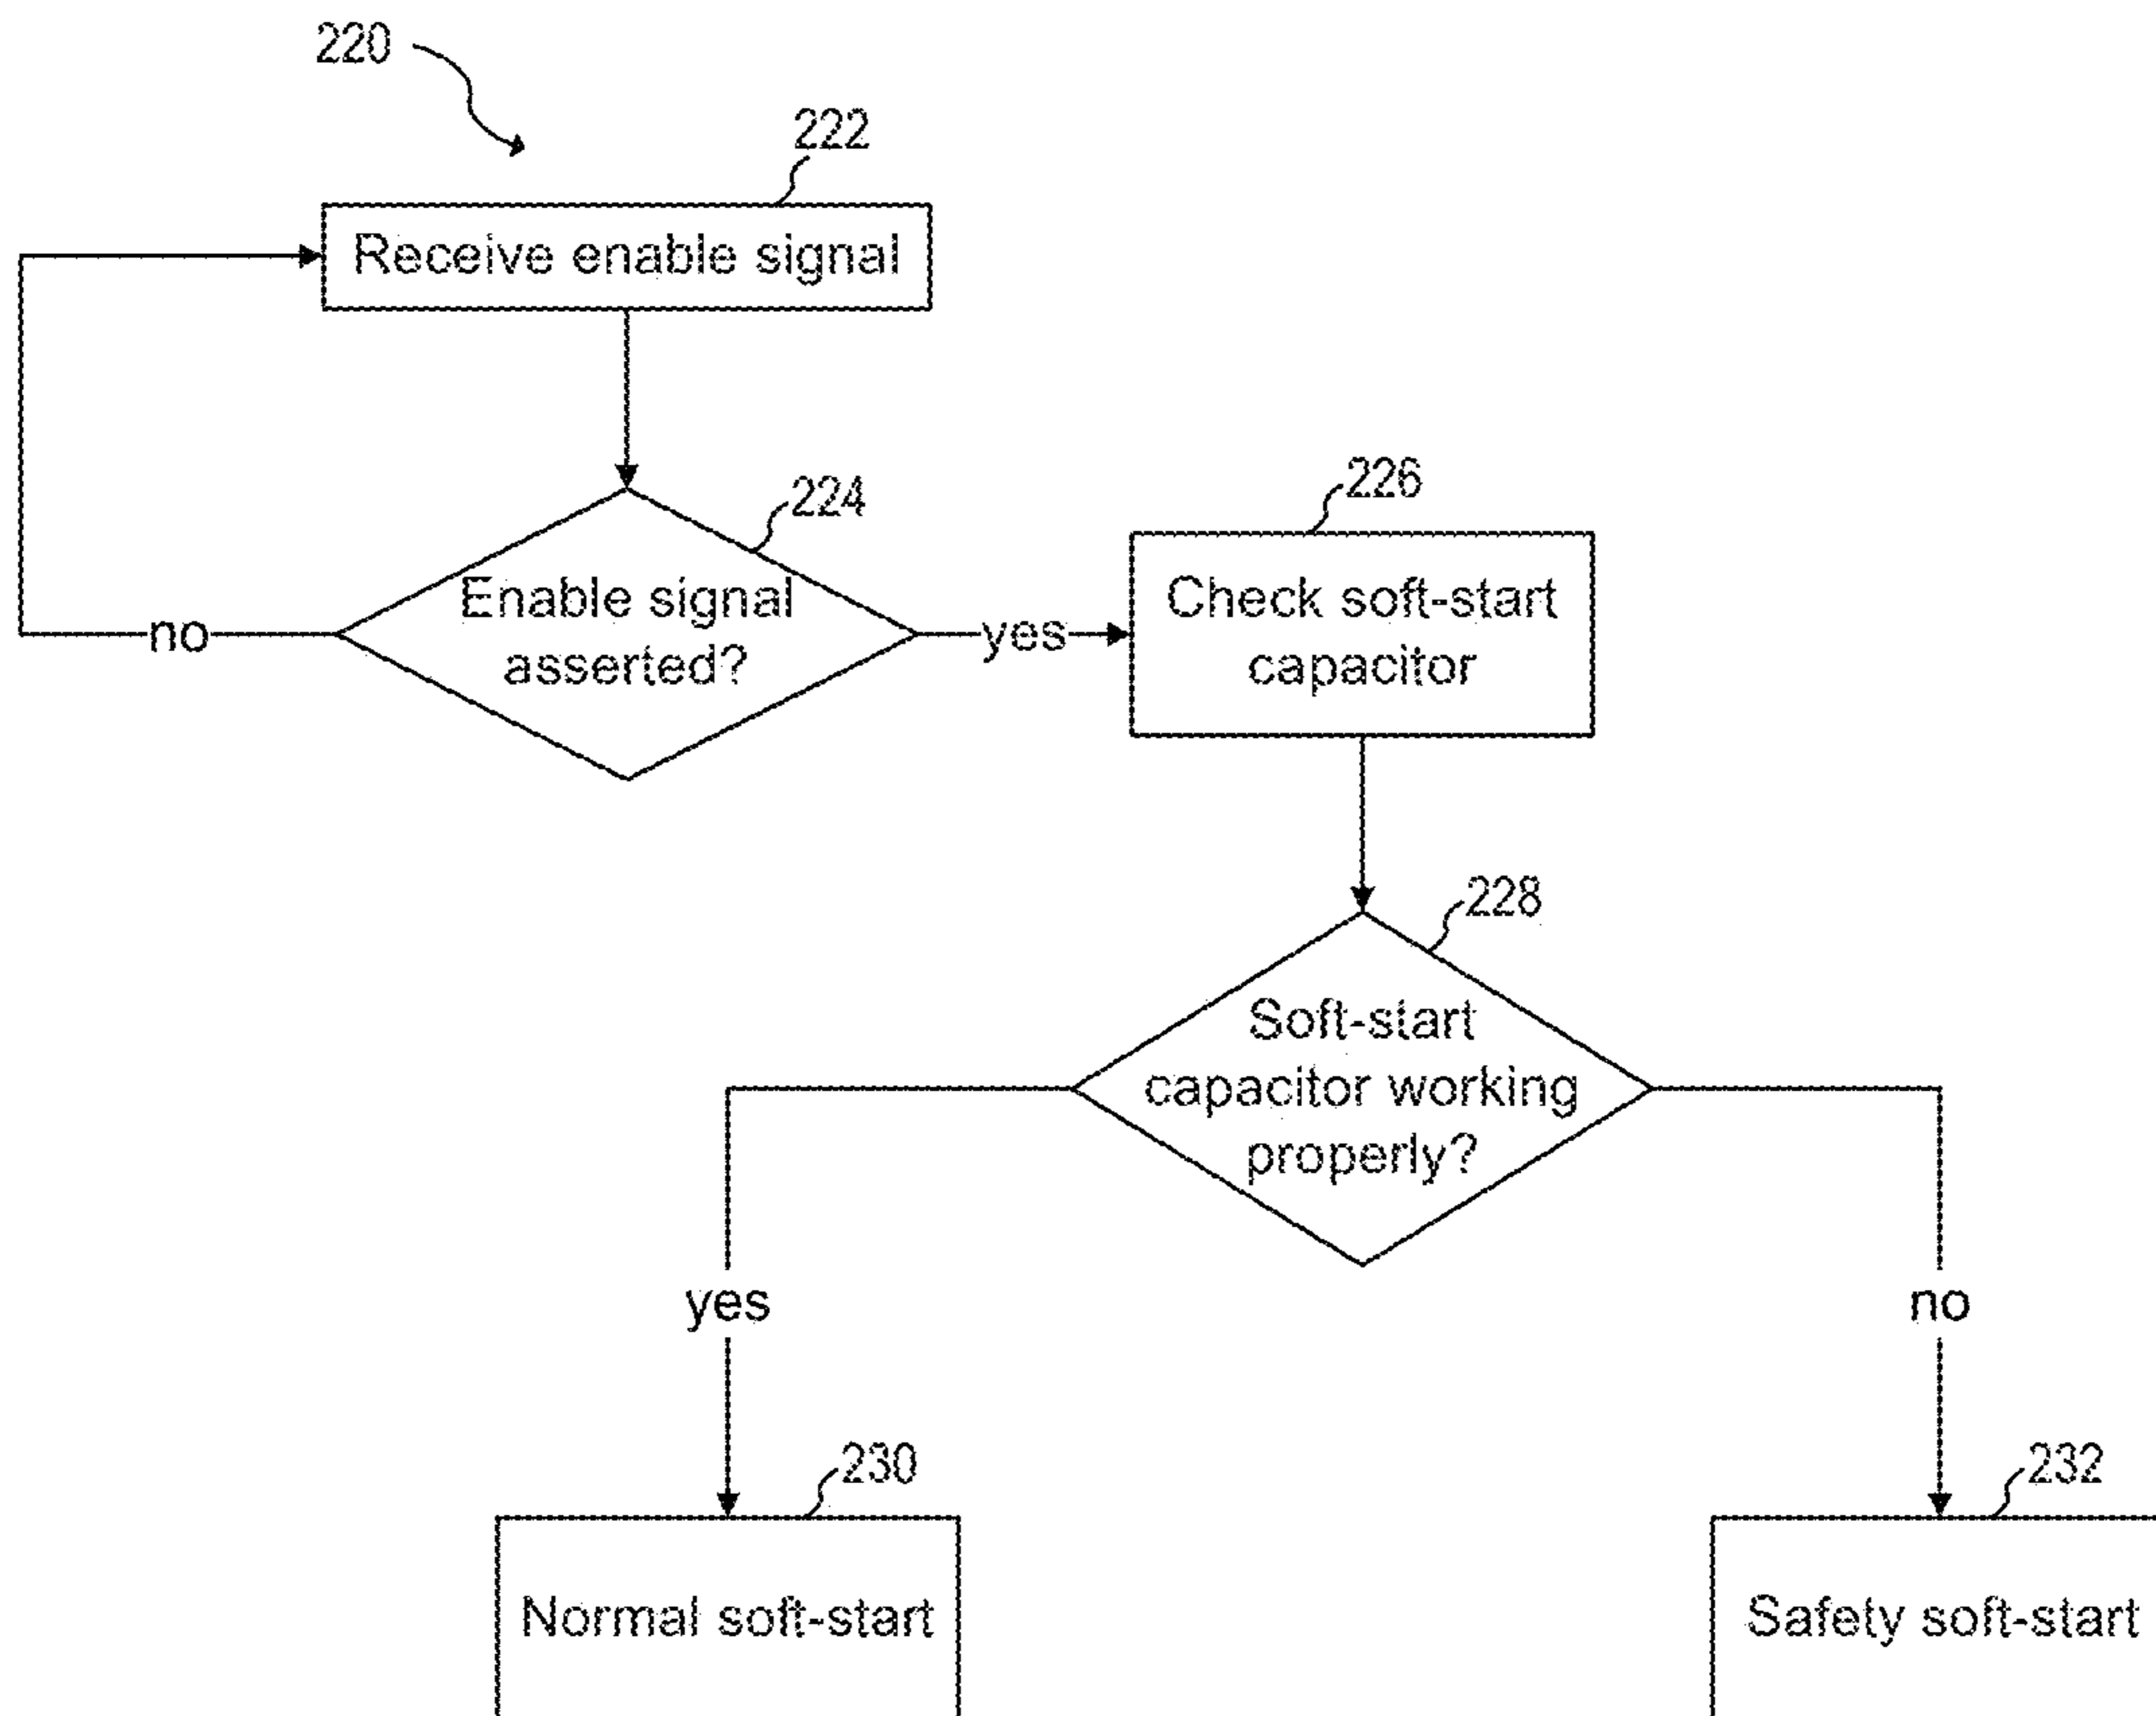 220
222
Receive enable signal
224
Enable signal
asserted?
no
yes
226
Check soft-start
capacitor
228
Soft-start
capacitor working
properly?
yes
no
230
Normal soft-start
232
Safety soft-start